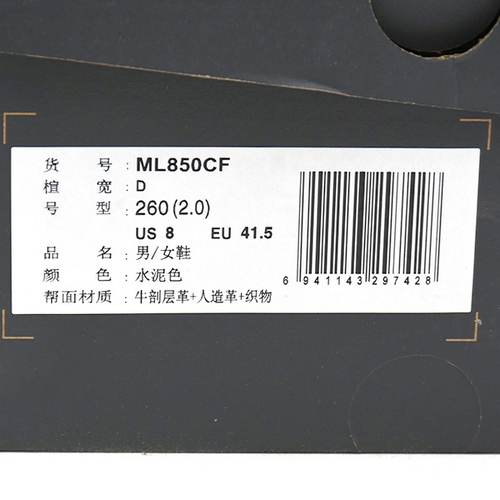 货 号 : ML850CF
楦 宽 : D
号 型 : 260(2.0)
US 8 EU 41.5
品 名 : 男/女鞋
颜 色 : 水泥色
帮面材质 : 牛剖层革+人造革+织物
6 941143 297428